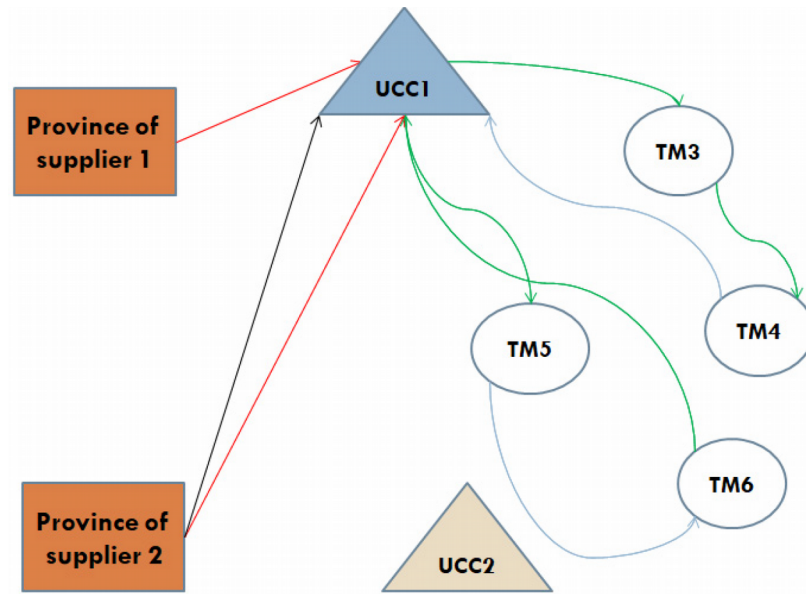 UCC1
Province of
supplier 1
TM3
TM4
TM5
TM6
Province of
supplier 2
UCC2